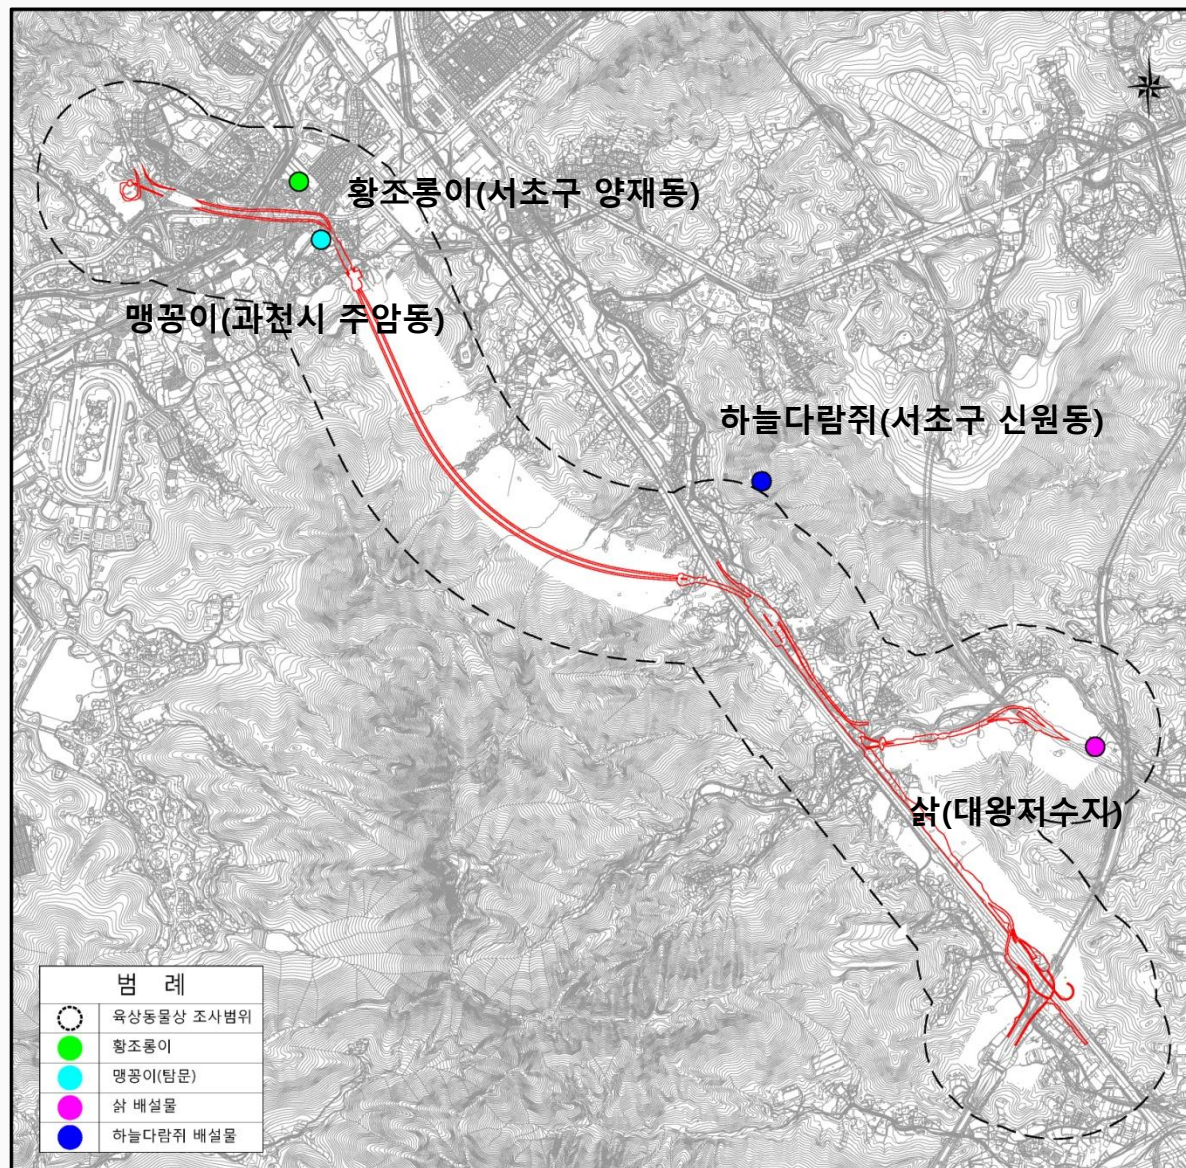 황조롱이(서초구 양재동)
맹꽁이(과천시 주암동)
하늘다람쥐(서초구 신원동)
삵(대왕저수지)
범 례
육상동물상 조사범위
황조롱이
맹꽁이(탐문)
삵 배설물
하늘다람쥐 배설물